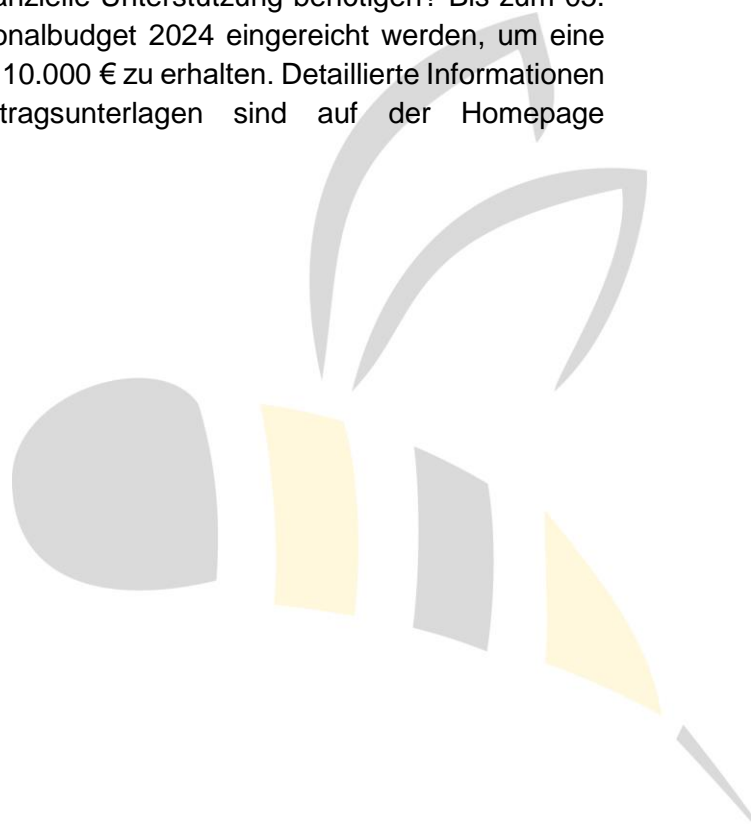 finanzielle Unterstützung benötigen? Bis zum 05.
onalbudget 2024 eingereicht werden, um eine
10.000 € zu erhalten. Detaillierte Informationen
tragsunterlagen sind auf der Homepage